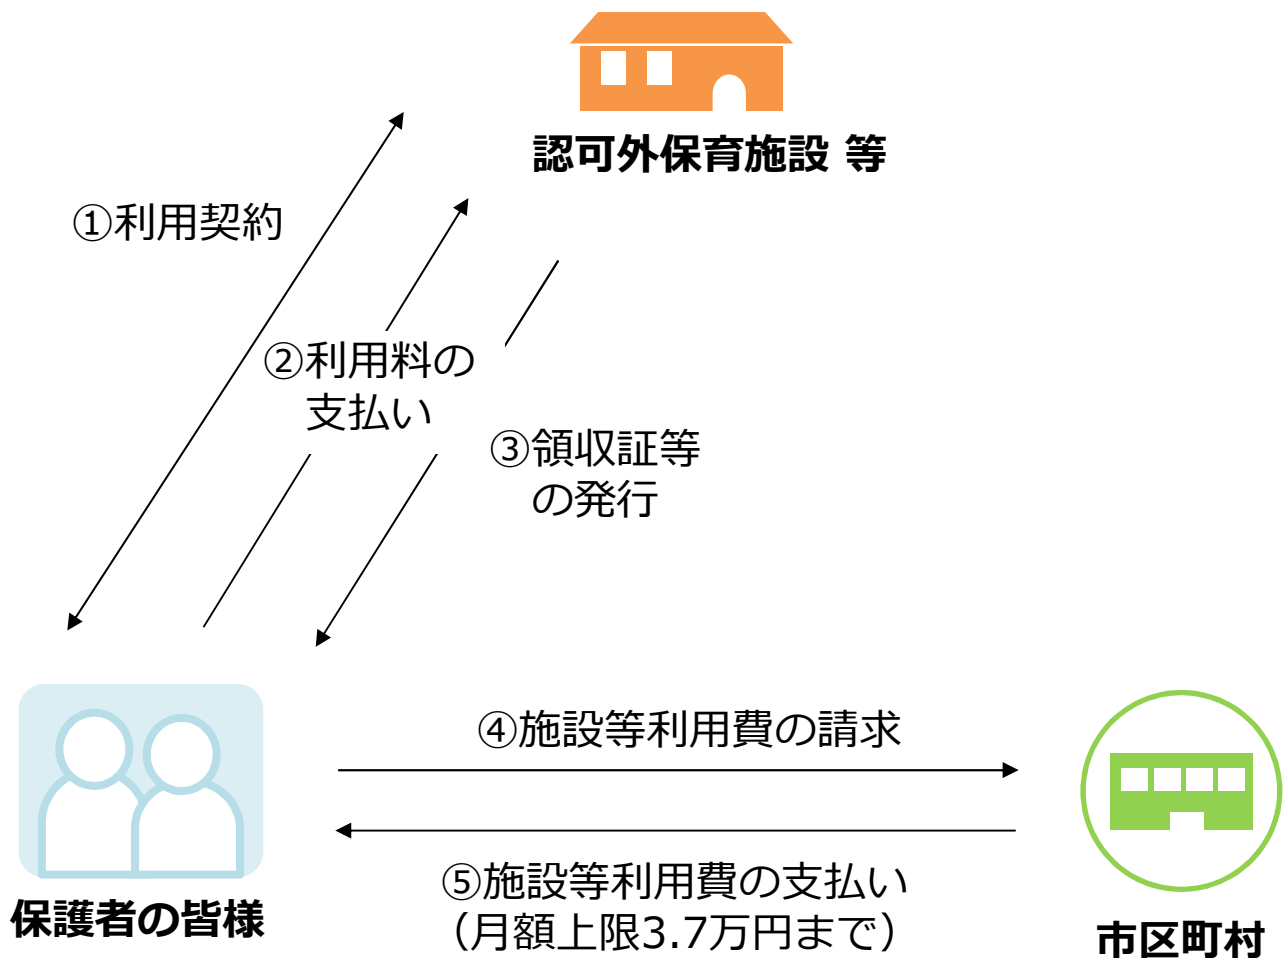 認可外保育施設 等
①利用契約
②利用料の
支払い
③領収証等
の発行
④施設等利用費の請求
⑤施設等利用費の支払い
（月額上限3.7万円まで）
保護者の皆様
市区町村